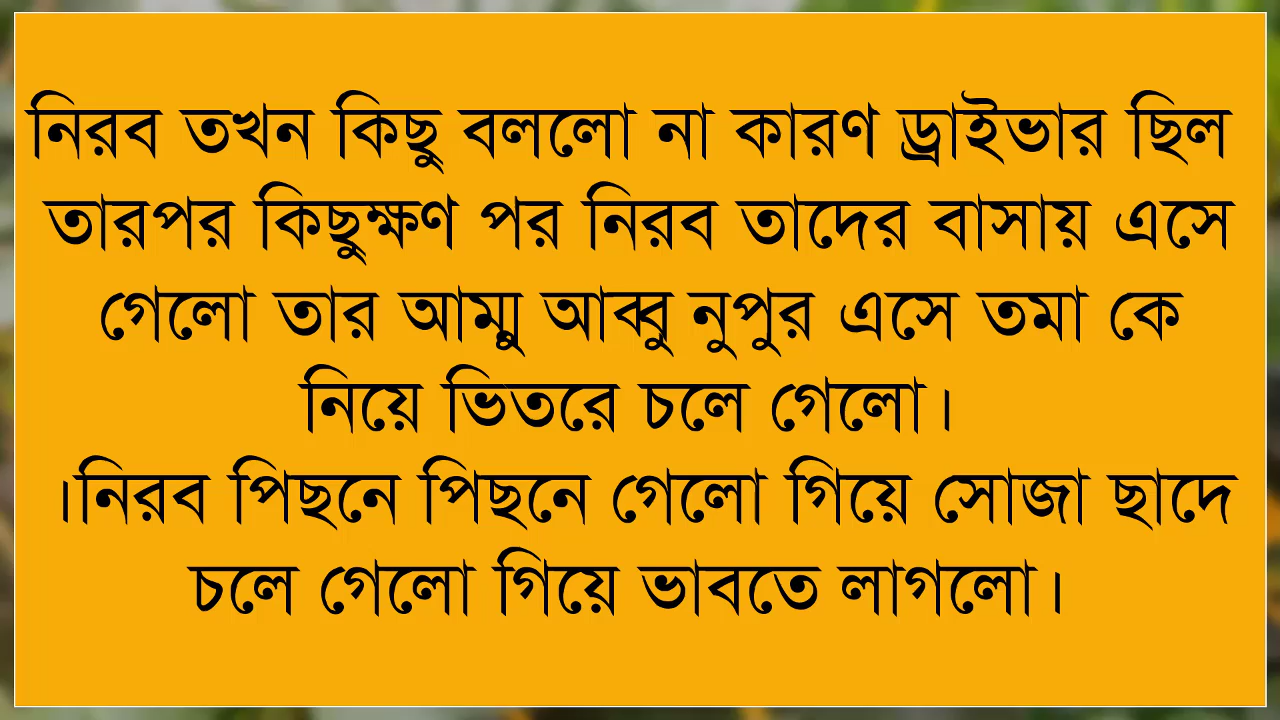 নিরব তখন কিছু বললো না কারণ ড্রাইভার ছিল
তারপর কিছুক্ষণ পর নিরব তাদের বাসায় এসে
গেলো তার আম্মু আব্বু নুপুর এসে তমা কে
নিয়ে ভিতরে চলে গেলো।
।নিরব পিছনে পিছনে গেলো গিয়ে সোজা ছাদে
চলে গেলো গিয়ে ভাবতে লাগলো।